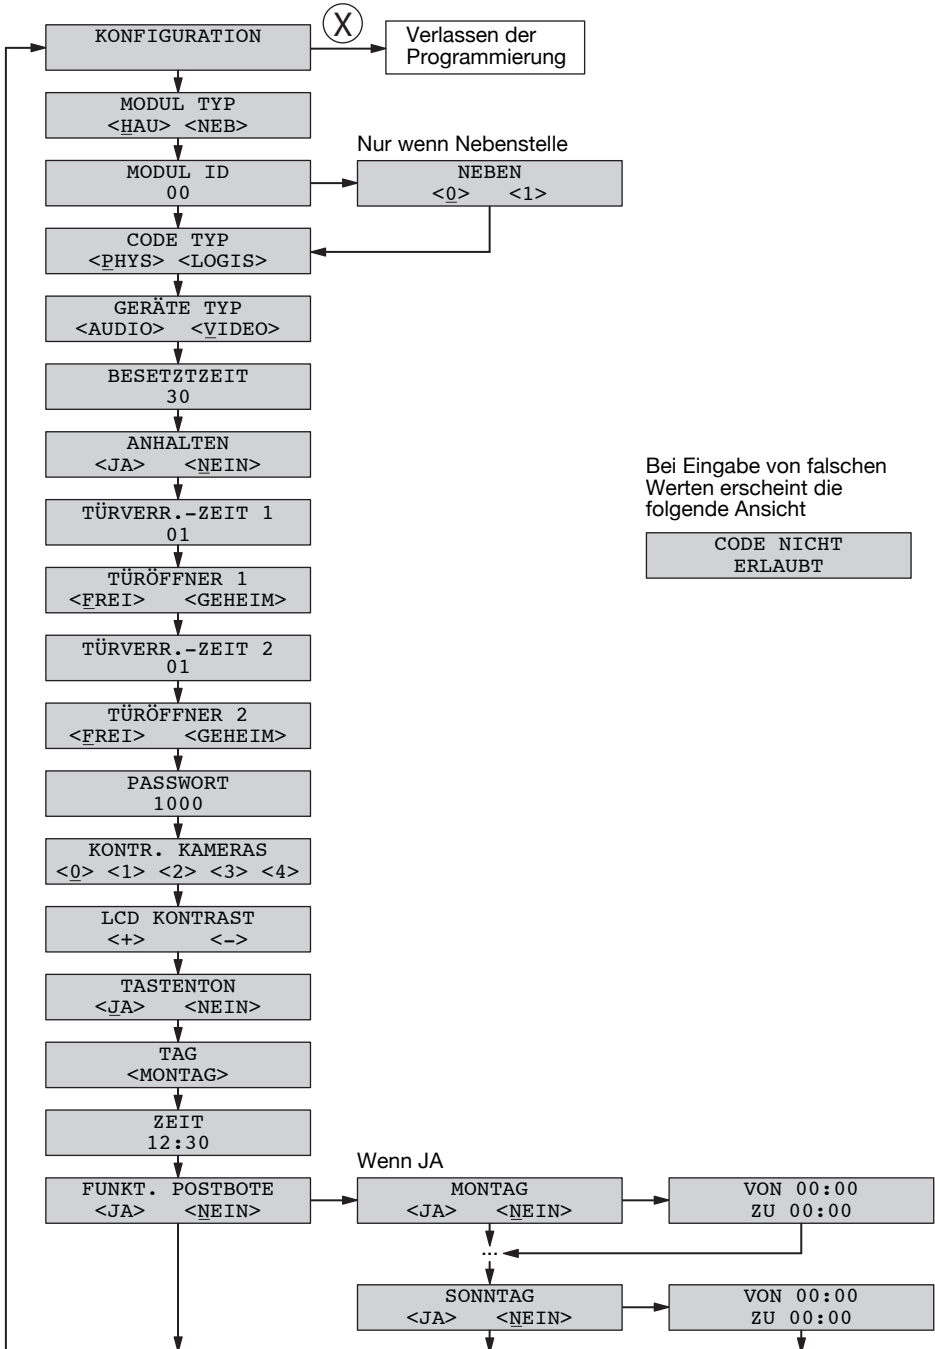 KONFIGURATION
X
Verlassen der
Programmierung
MODUL TYP
<HAU> <NEB>
Nur wenn Nebenstelle
MODUL ID
00
NEBEN
<0> <1>
CODE TYP
<PHYS> <LOGIS>
GERÄTE TYP
<AUDIO> <VIDEO>
BESETZTZEIT
30
ANHALTEN
<JA> <NEIN>
Bei Eingabe von falschen
Werten erscheint die
folgende Ansicht
CODE NICHT
ERLAUBT
TÜRVERR.-ZEIT 1
01
TÜRÖFFNER 1
<FREI> <GEHEIM>
TÜRVERR.-ZEIT 2
01
TÜRÖFFNER 2
<FREI> <GEHEIM>
PASSWORT
1000
KONTR. KAMERAS
<0> <1> <2> <3> <4>
LCD KONTRAST
<+> <->
TASTENTON
<JA> <NEIN>
TAG
<MONTAG>
ZEIT
12:30
Wenn JA
FUNKT. POSTBOTE
<JA> <NEIN>
MONTAG
<JA> <NEIN>
VON 00:00
ZU 00:00
...
SONNTAG
<JA> <NEIN>
VON 00:00
ZU 00:00